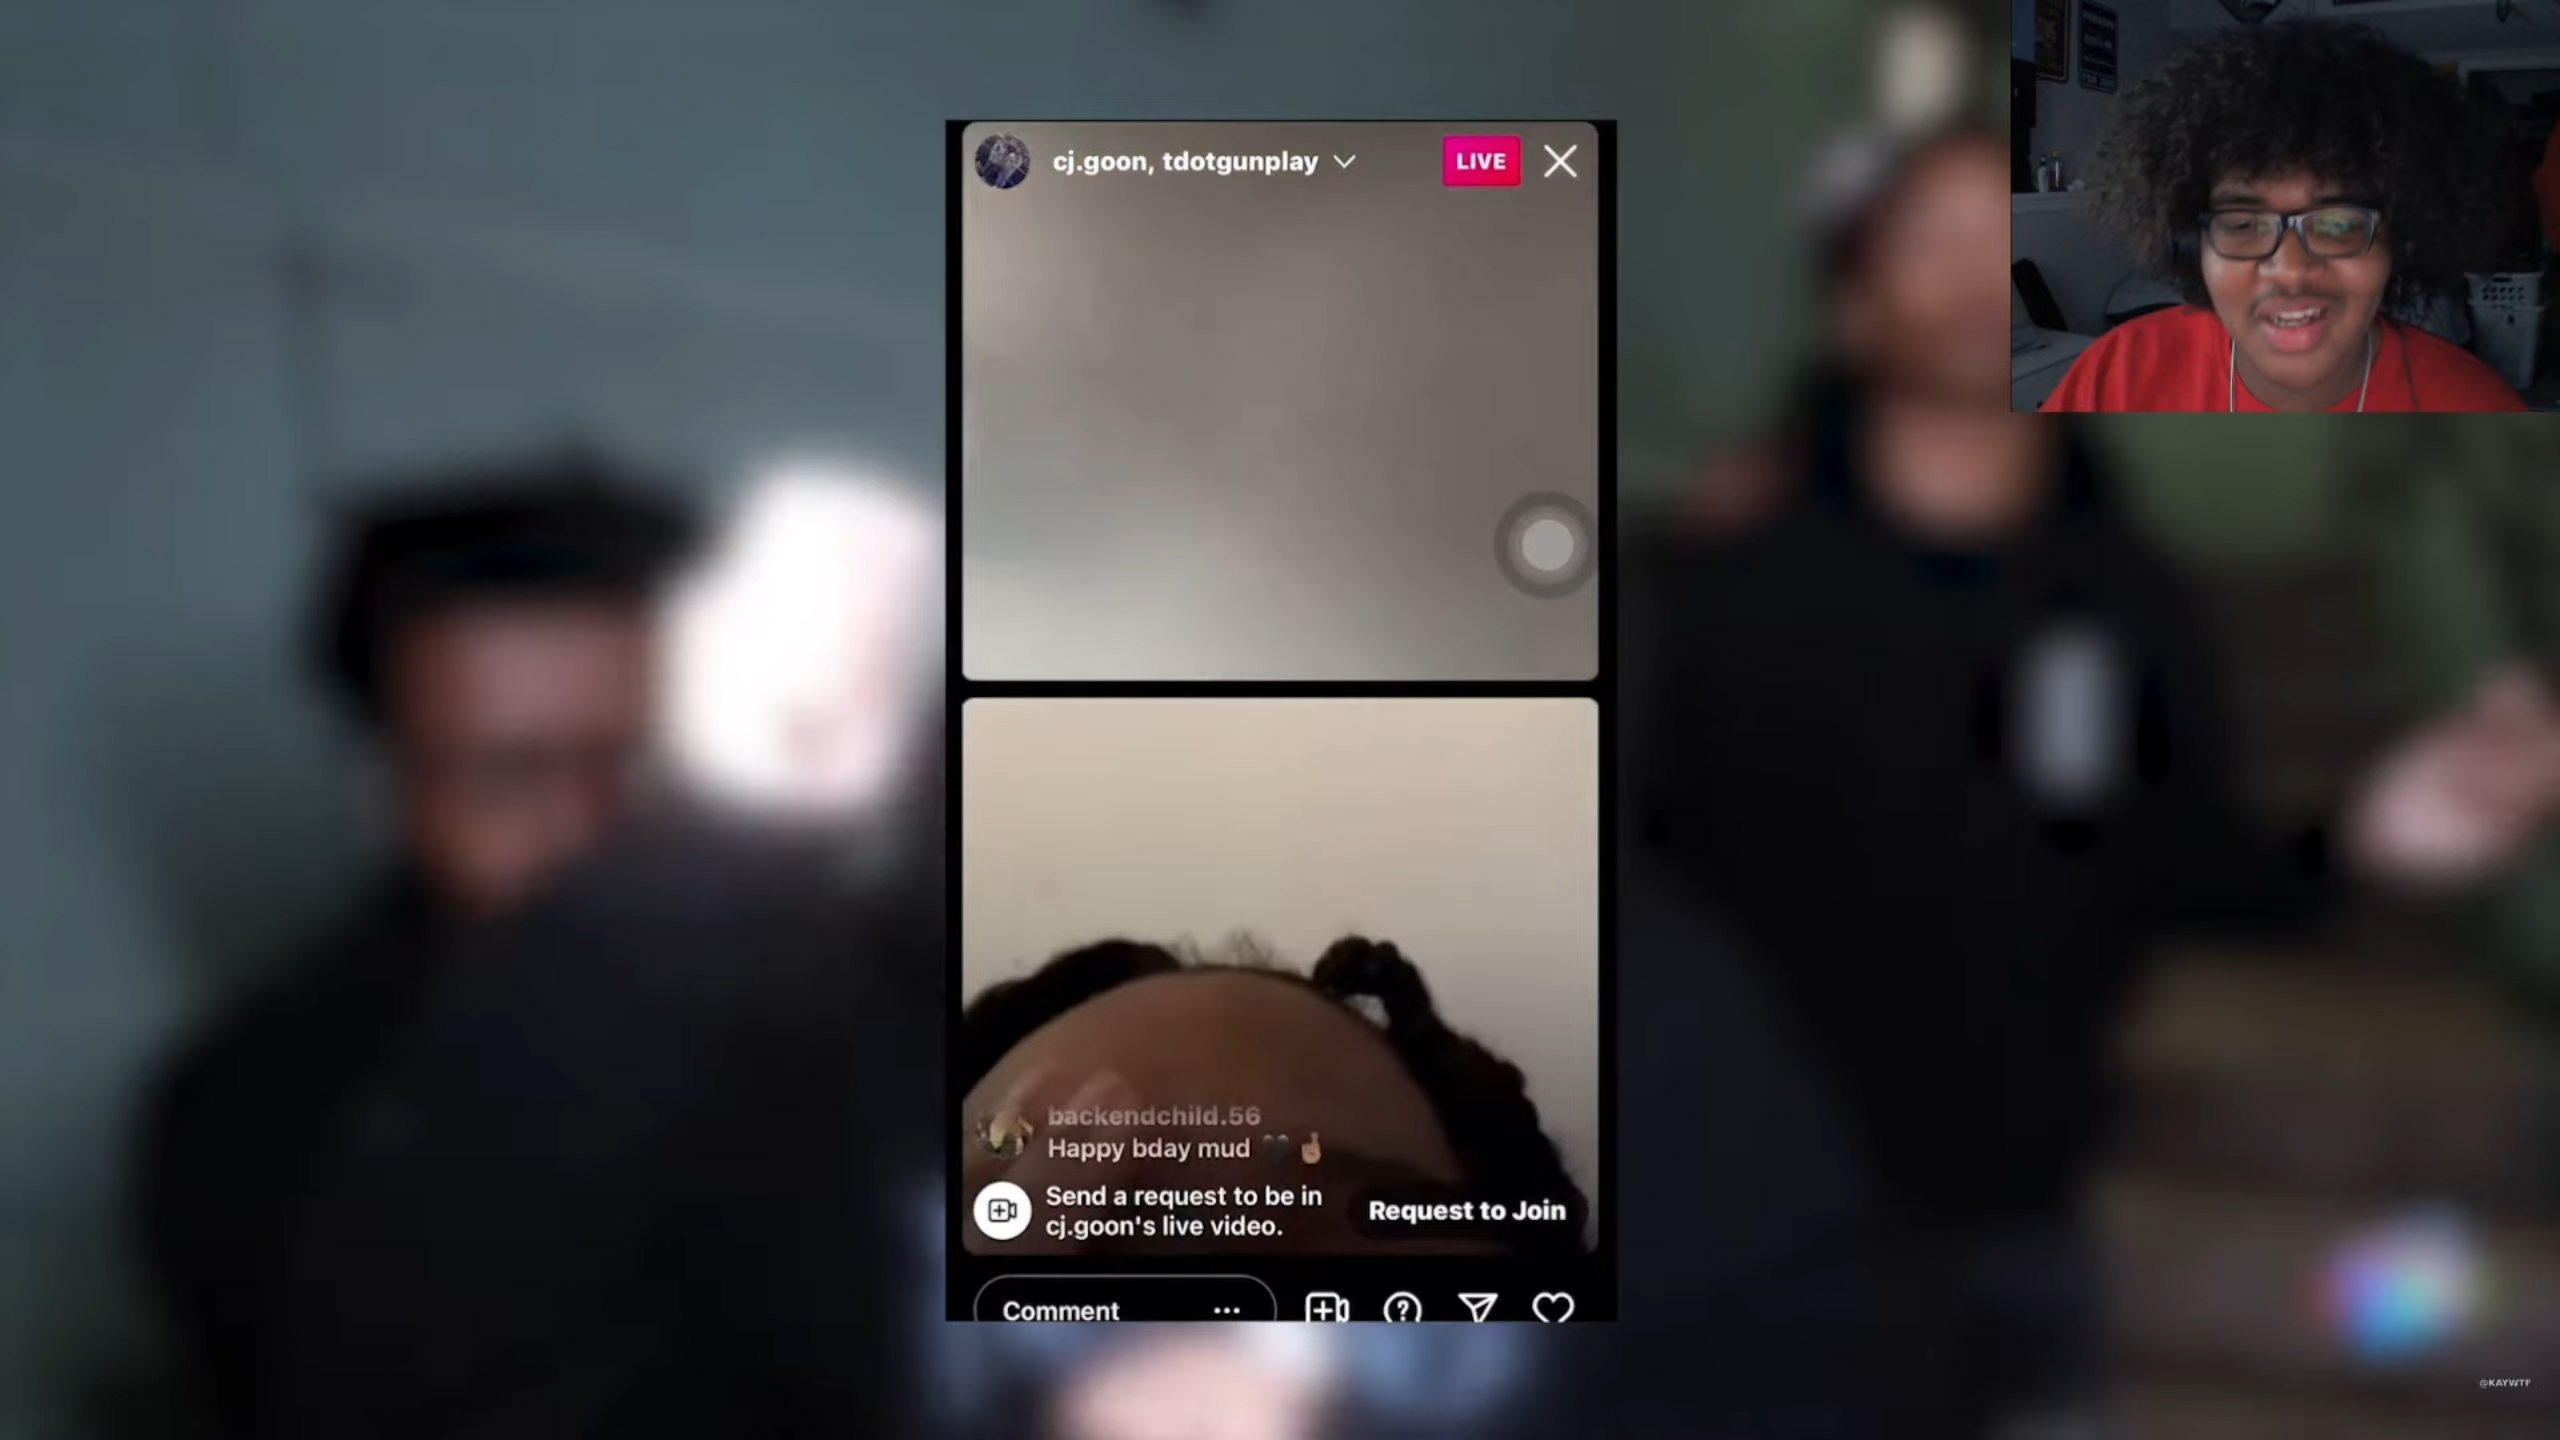 cj.goon, tdotgunplay
LIVE
backendchild.56
Happy bday mud 🖤 🤞🏼
Send a request to be in
cj.goon's live video.
Request to Join
Comment
@KAYWTF